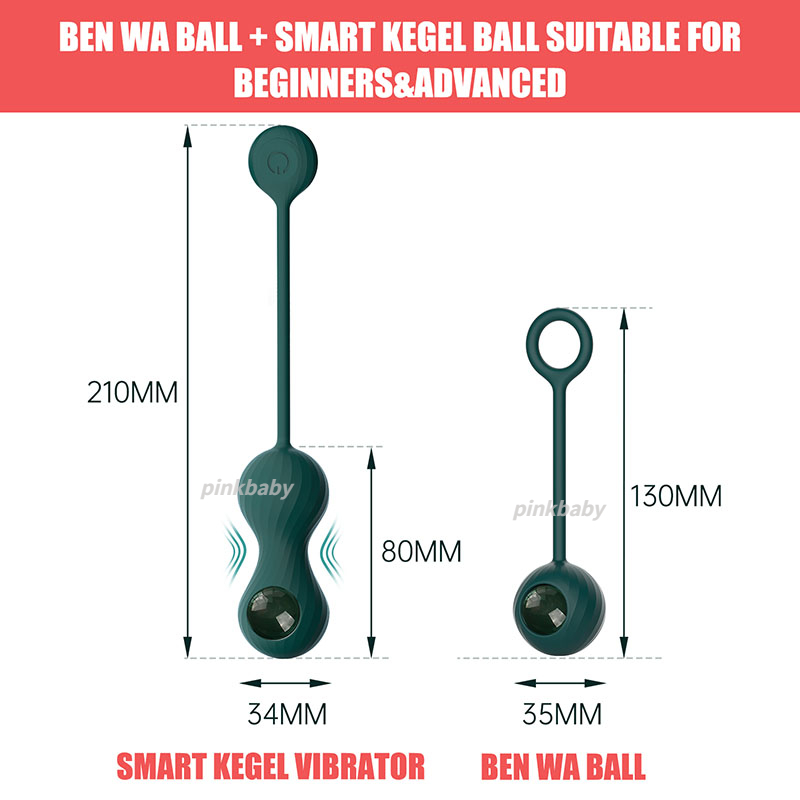 BEN WA BALL + SMART KEGEL BALL SUITABLE FOR
BEGINNERS&ADVANCED
210MM
pinkbaby
80MM
34MM
SMART KEGEL VIBRATOR
130MM
pinkbaby
35MM
BEN WA BALL